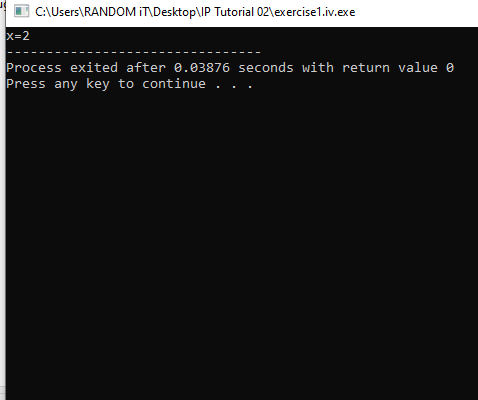 C:\Users\RANDOM iT\Desktop\IP Tutorial 02\exercise1.iv.exe
x=2
--------------------------------
Process exited after 0.03876 seconds with return value 0
Press any key to continue . . .